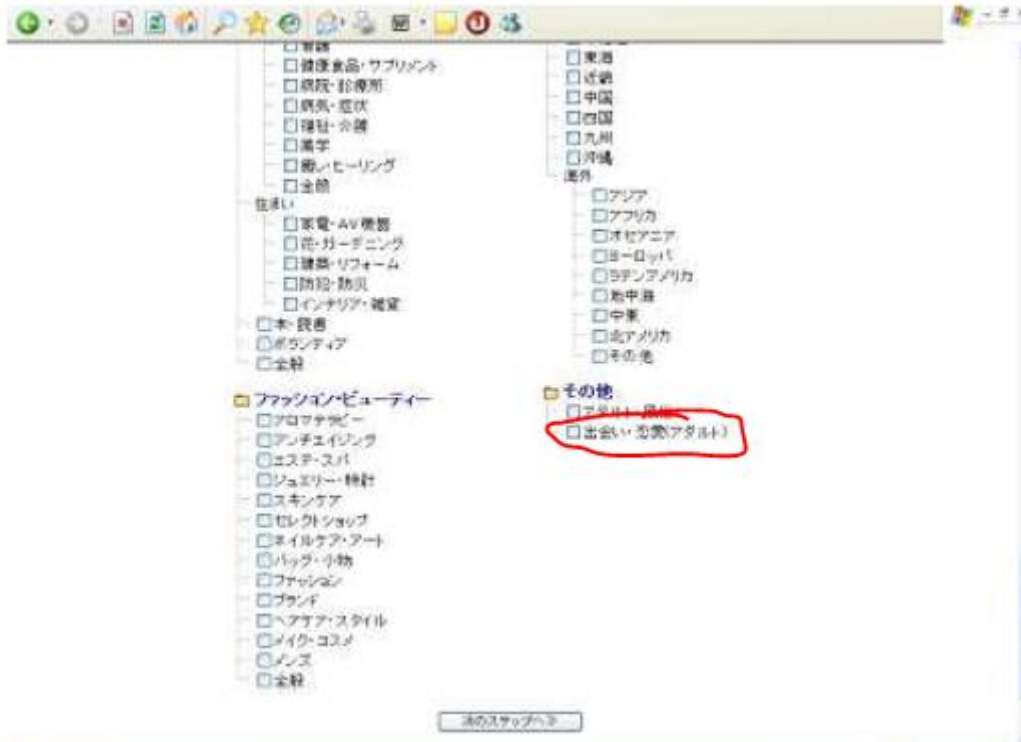 健康食品・サプリメント
病院・診療所
病気・症状
福祉・介護
薬学
癒し・ヒーリング
全般
住まい
家電・AV機器
花・ガーデニング
建築・リフォーム
防犯・防災
インテリア・雑貨
本・読書
ボランティア
全般
ファッション・ビューティー
アロマテラピー
アンチエイジング
エステ・スパ
ジュエリー・時計
スキンケア
セレクトショップ
ネイルケア・アート
バッグ・小物
ファッション
ブランド
ヘアケア・スタイル
メイク・コスメ
メンズ
全般
東海
近畿
中国
四国
九州
沖縄
海外
アジア
アフリカ
オセアニア
ヨーロッパ
ラテンアメリカ
地中海
中東
北アメリカ
その他
その他
アダルト・
出会い・恋愛(アダルト)
次のステップへ≫